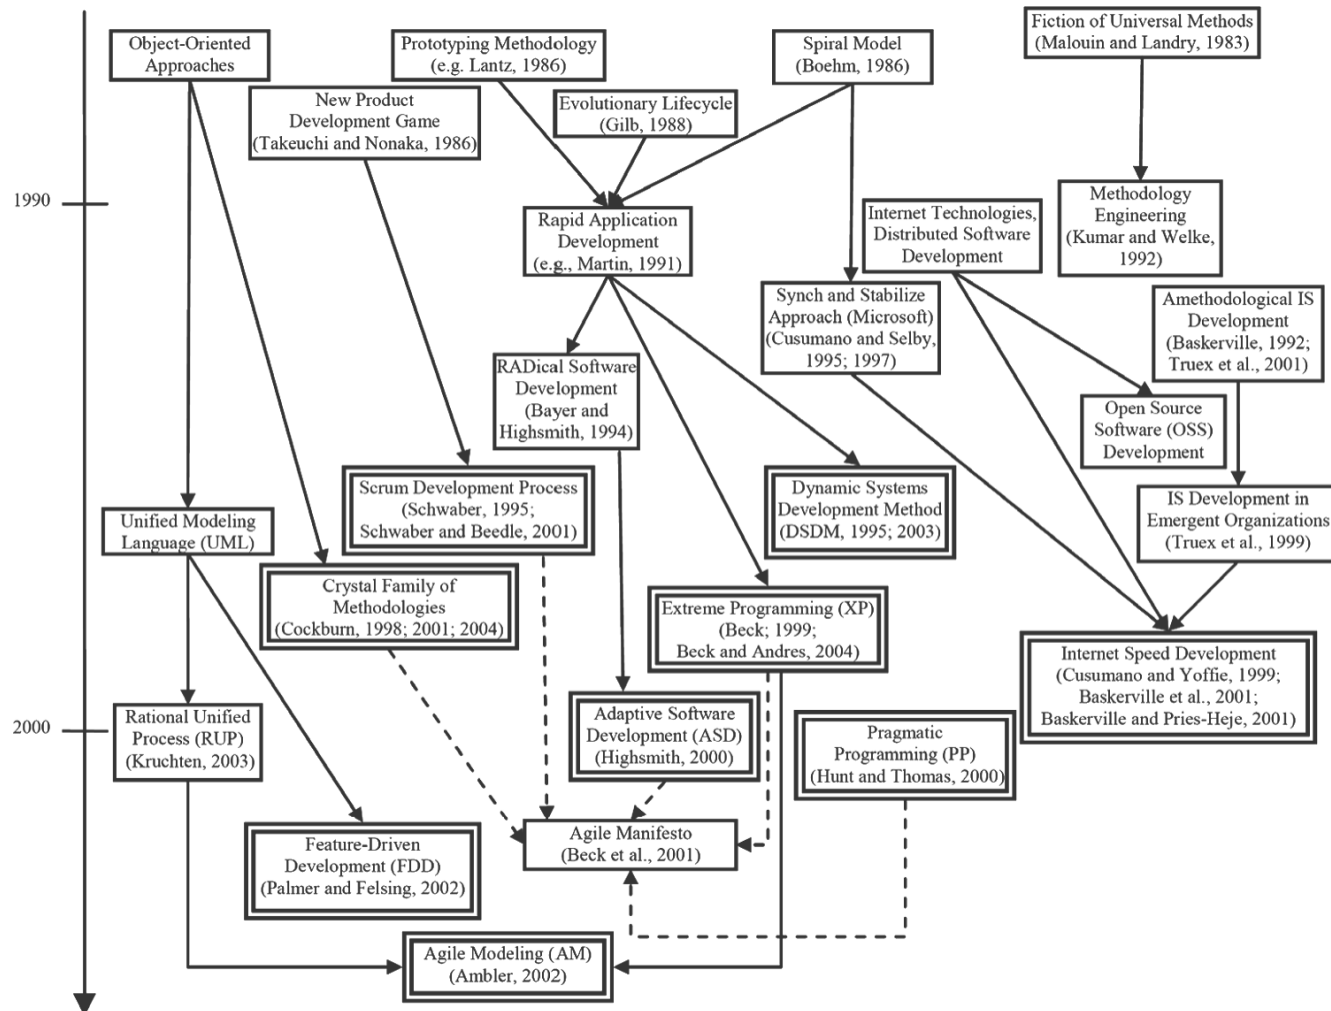 Object-Oriented
Approaches
Prototyping Methodology
(e.g. Lantz, 1986)
Spiral Model
(Boehm, 1986)
Fiction of Universal Methods
(Malouin and Landry, 1983)
New Product
Development Game
(Takeuchi and Nonaka, 1986)
Evolutionary Lifecycle
(Gilb, 1988)
1990
Rapid Application
Development
(e.g., Martin, 1991)
Internet Technologies,
Distributed Software
Development
Methodology
Engineering
(Kumar and Welke,
1992)
Synch and Stabilize
Approach (Microsoft)
(Cusumano and Selby,
1995; 1997)
Amethodological IS
Development
(Baskerville, 1992;
Truex et al., 2001)
RADical Software
Development
(Bayer and
Highsmith, 1994)
Open Source
Software (OSS)
Development
Scrum Development Process
(Schwaber, 1995;
Schwaber and Beedle, 2001)
Dynamic Systems
Development Method
(DSDM, 1995; 2003)
IS Development in
Emergent Organizations
(Truex et al., 1999)
Unified Modeling
Language (UML)
Crystal Family of
Methodologies
(Cockburn, 1998; 2001; 2004)
Extreme Programming (XP)
(Beck; 1999;
Beck and Andres, 2004)
Internet Speed Development
(Cusumano and Yoffie, 1999;
Baskerville et al., 2001;
Baskerville and Pries-Heje, 2001)
2000
Rational Unified
Process (RUP)
(Kruchten, 2003)
Adaptive Software
Development (ASD)
(Highsmith, 2000)
Pragmatic
Programming (PP)
(Hunt and Thomas, 2000)
Feature-Driven
Development (FDD)
(Palmer and Felsing, 2002)
Agile Manifesto
(Beck et al., 2001)
Agile Modeling (AM)
(Ambler, 2002)